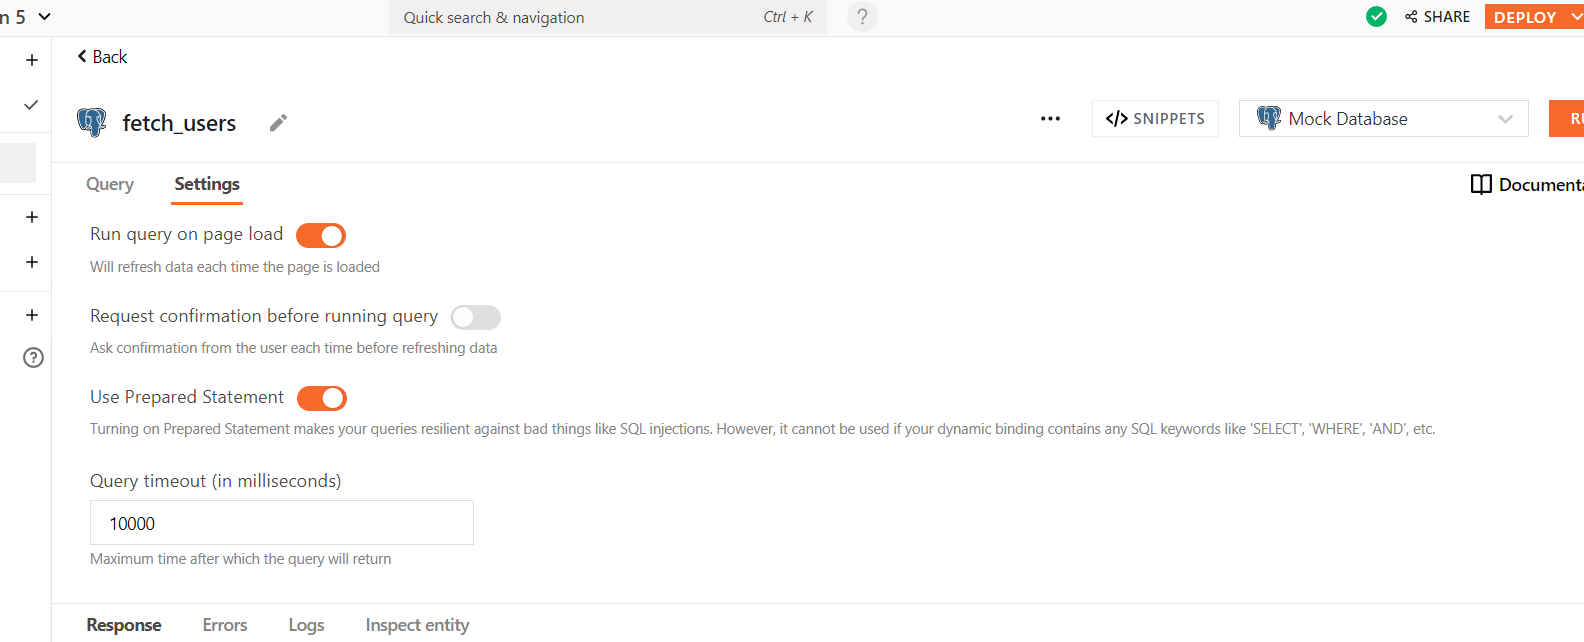 n 5
Quick search & navigation
Ctrl + K
?
SHARE
DEPLOY
Back
fetch_users
SNIPPETS
Mock Database
RU
Query
Settings
Documenta
Run query on page load
Will refresh data each time the page is loaded
Request confirmation before running query
Ask confirmation from the user each time before refreshing data
Use Prepared Statement
Turning on Prepared Statement makes your queries resilient against bad things like SQL injections. However, it cannot be used if your dynamic binding contains any SQL keywords like 'SELECT', 'WHERE', 'AND', etc.
Query timeout (in milliseconds)
10000
Maximum time after which the query will return
Response
Errors
Logs
Inspect entity